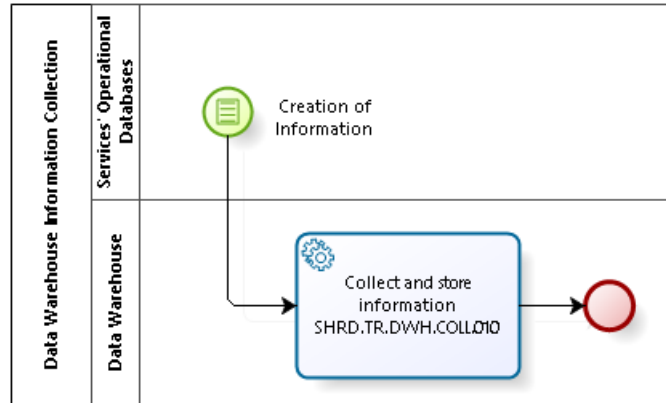 Data Warehouse Information Collection
Services' Operational
Databases
Creation of
Information
Data Warehouse
Collect and store
information
SHRD.TR.DWH.COLL.010